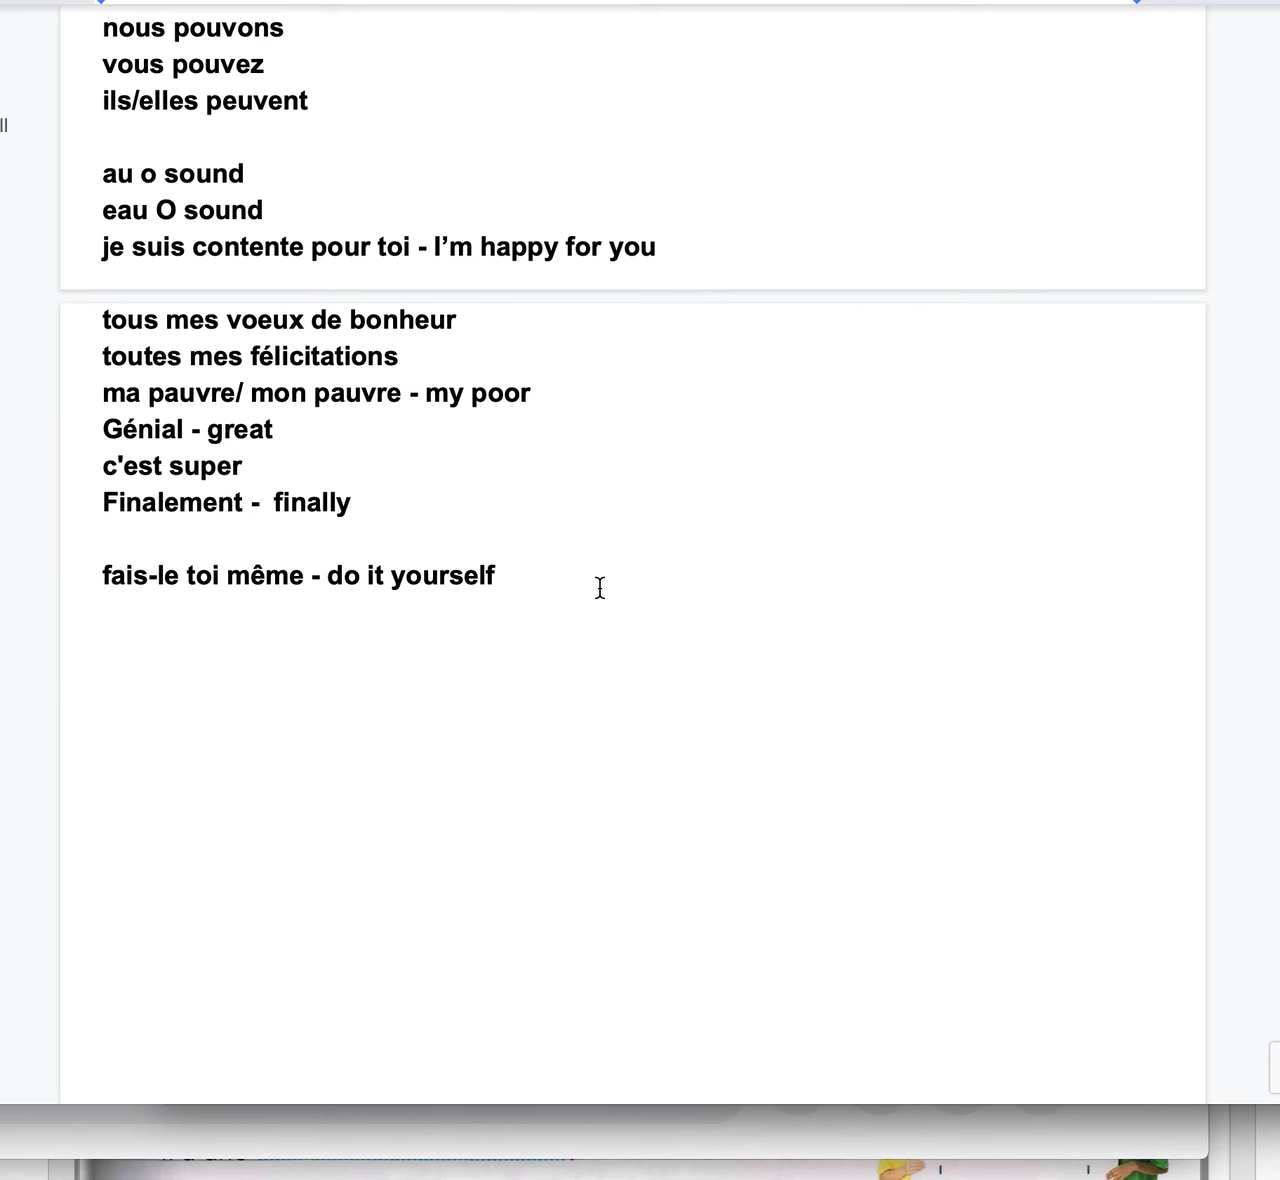 nous pouvons
vous pouvez
ils/elles peuvent
ll
au o sound
eau O sound
je suis contente pour toi - I’m happy for you
tous mes voeux de bonheur
toutes mes félicitations
ma pauvre/ mon pauvre - my poor
Génial - great
c'est super
Finalement -  finally
fais-le toi même - do it yourself